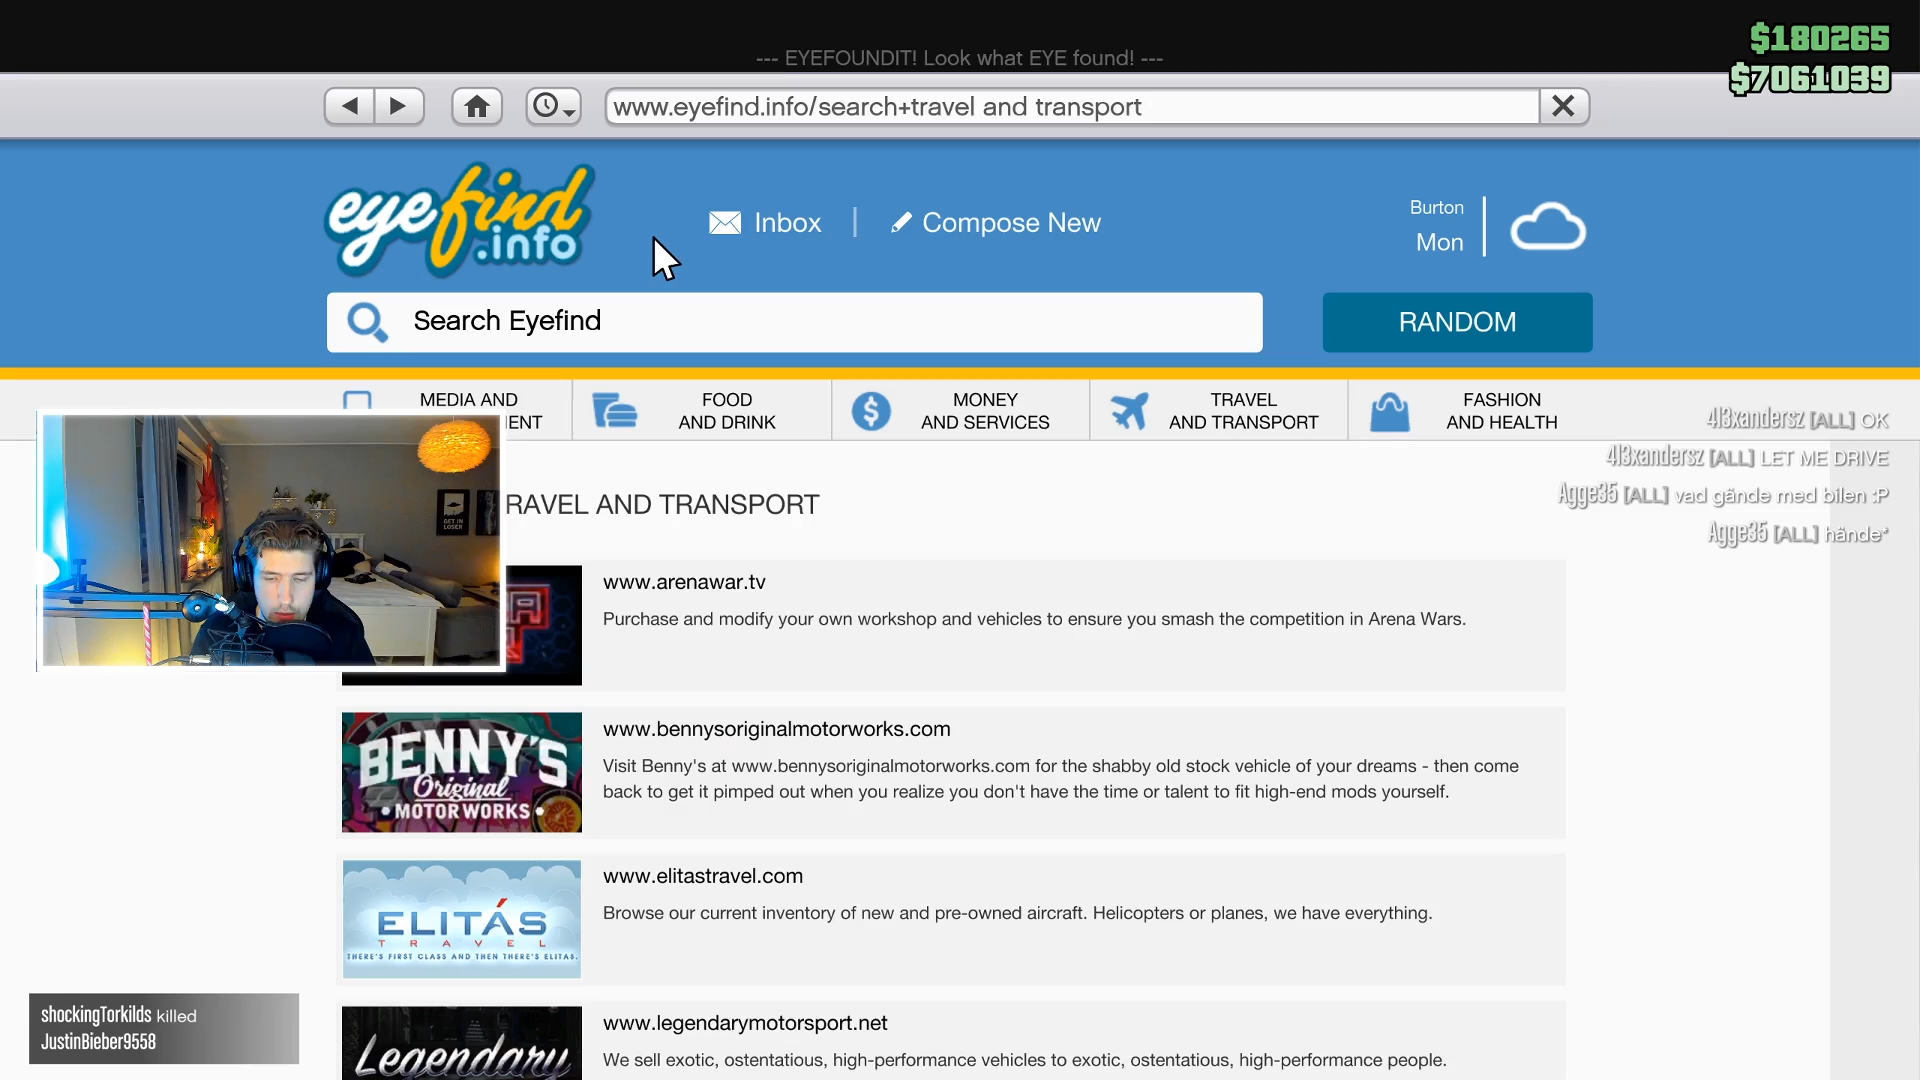 $180265
--- EYEFOUNDIT! Look what EYE found! ---
$7061039
www.eyefind.info/search+travel and transport
eyefind
.info
Inbox
Compose New
Burton
Mon
Search Eyefind
RANDOM
MEDIA AND
ENT
FOOD
AND DRINK
MONEY
AND SERVICES
TRAVEL
AND TRANSPORT
FASHION
AND HEALTH
4l3xandersz [ALL] OK
4l3xandersz [ALL] LET ME DRIVE
Agge35 [ALL] vad gände med bilen :P
Agge35 [ALL] hände*
RAVEL AND TRANSPORT
GET IN
LOSER
www.arenawar.tv
Purchase and modify your own workshop and vehicles to ensure you smash the competition in Arena Wars.
BENNY'S
Original
MOTOR WORKS
www.bennysoriginalmotorworks.com
Visit Benny's at www.bennysoriginalmotorworks.com for the shabby old stock vehicle of your dreams - then come
back to get it pimped out when you realize you don't have the time or talent to fit high-end mods yourself.
ELITÁS
TRAVEL
THERE'S FIRST CLASS AND THEN THERE'S ELITAS.
www.elitastravel.com
Browse our current inventory of new and pre-owned aircraft. Helicopters or planes, we have everything.
Legendary
www.legendarymotorsport.net
We sell exotic, ostentatious, high-performance vehicles to exotic, ostentatious, high-performance people.
shockingTorkilds killed
JustinBieber9558